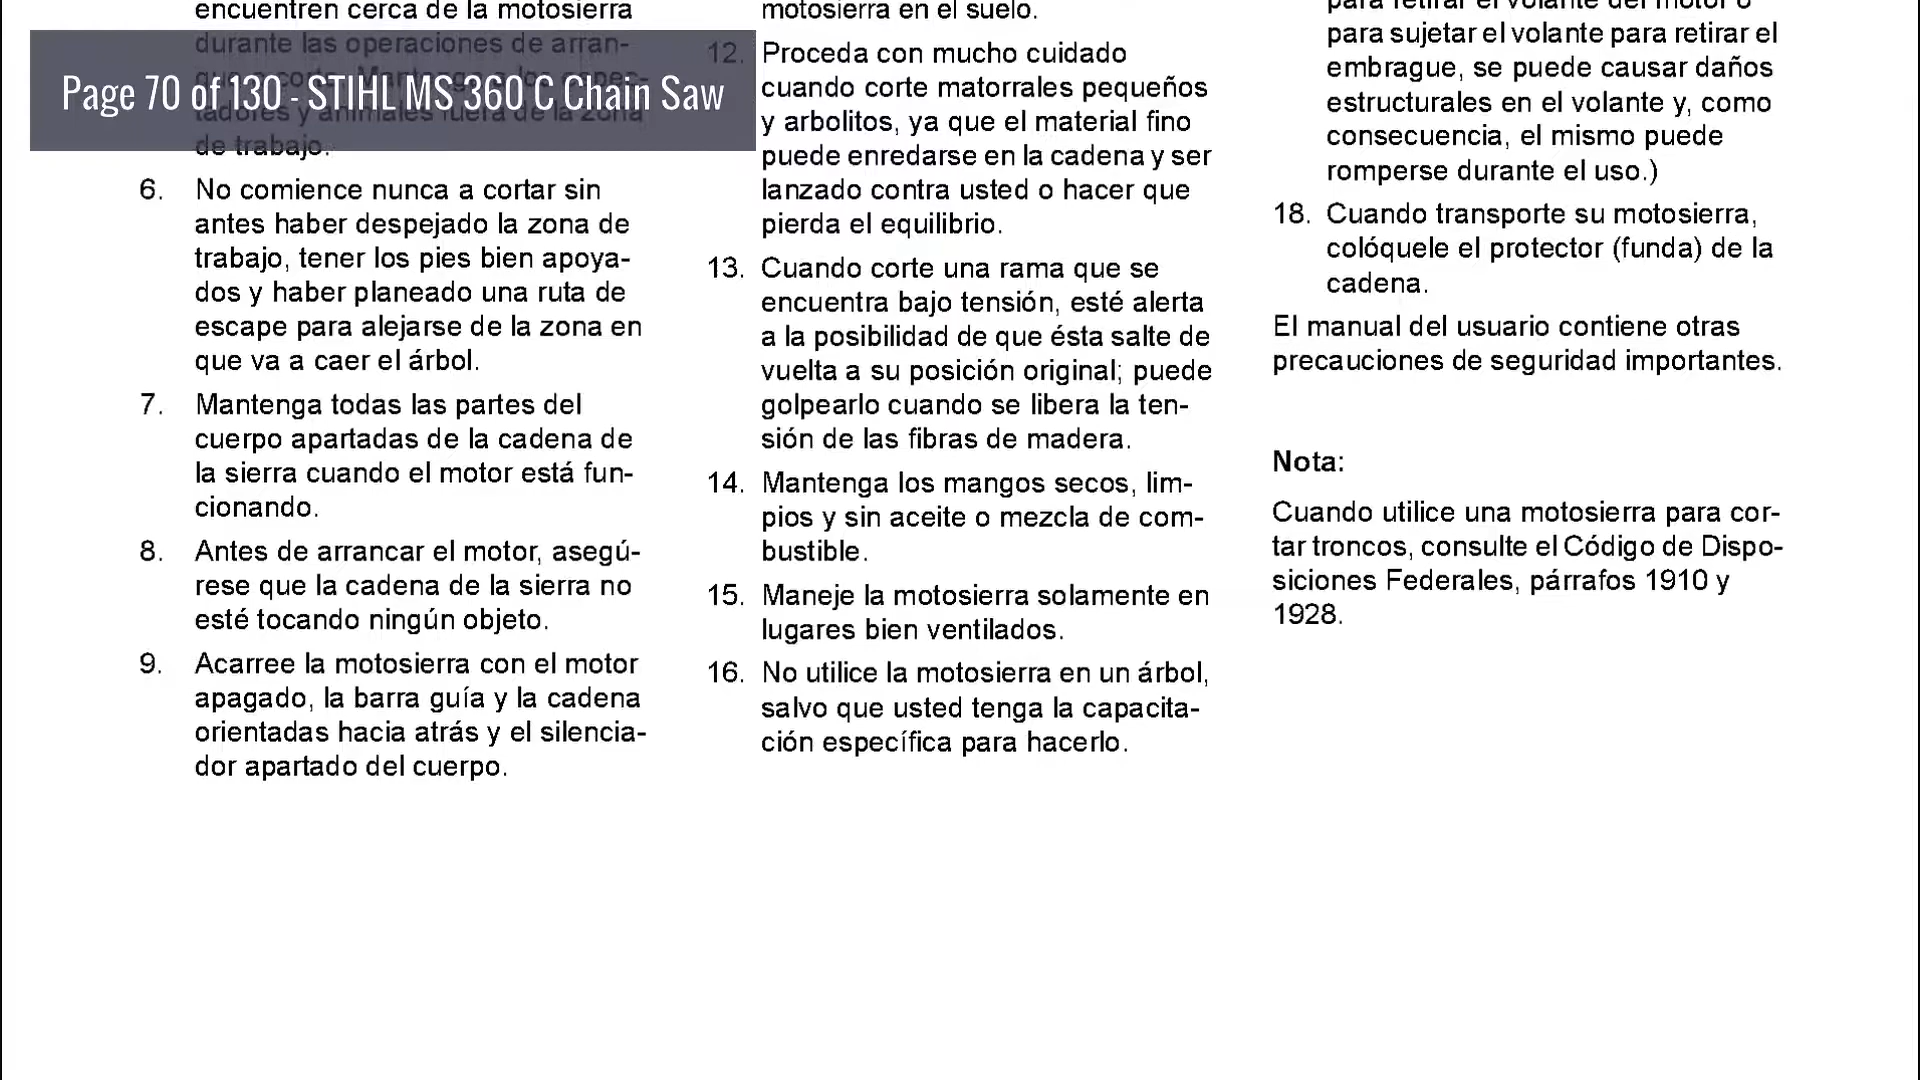 Page 70 of 130 - STIHL MS 360 C Chain Saw
encuentren cerca de la motosierra
durante las operaciones de arran-
tadores y animales fuera de la zona
de trabajo.
6. No comience nunca a cortar sin
antes haber despejado la zona de
trabajo, tener los pies bien apoya-
dos y haber planeado una ruta de
escape para alejarse de la zona en
que va a caer el árbol.
7. Mantenga todas las partes del
cuerpo apartadas de la cadena de
la sierra cuando el motor está fun-
cionando.
8. Antes de arrancar el motor, asegú-
rese que la cadena de la sierra no
esté tocando ningún objeto.
9. Acarree la motosierra con el motor
apagado, la barra guía y la cadena
orientadas hacia atrás y el silencia-
dor apartado del cuerpo.
motosierra en el suelo.
12. Proceda con mucho cuidado
cuando corte matorrales pequeños
y arbolitos, ya que el material fino
puede enredarse en la cadena y ser
lanzado contra usted o hacer que
pierda el equilibrio.
13. Cuando corte una rama que se
encuentra bajo tensión, esté alerta
a la posibilidad de que ésta salte de
vuelta a su posición original; puede
golpearlo cuando se libera la ten-
sión de las fibras de madera.
14. Mantenga los mangos secos, lim-
pios y sin aceite o mezcla de com-
bustible.
15. Maneje la motosierra solamente en
lugares bien ventilados.
16. No utilice la motosierra en un árbol,
salvo que usted tenga la capacita-
ción específica para hacerlo.
para retirar el volante del motor o
para sujetar el volante para retirar el
embrague, se puede causar daños
estructurales en el volante y, como
consecuencia, el mismo puede
romperse durante el uso.)
18. Cuando transporte su motosierra,
colóquele el protector (funda) de la
cadena.
El manual del usuario contiene otras
precauciones de seguridad importantes.
Nota:
Cuando utilice una motosierra para cor-
tar troncos, consulte el Código de Dispo-
siciones Federales, párrafos 1910 y
1928.